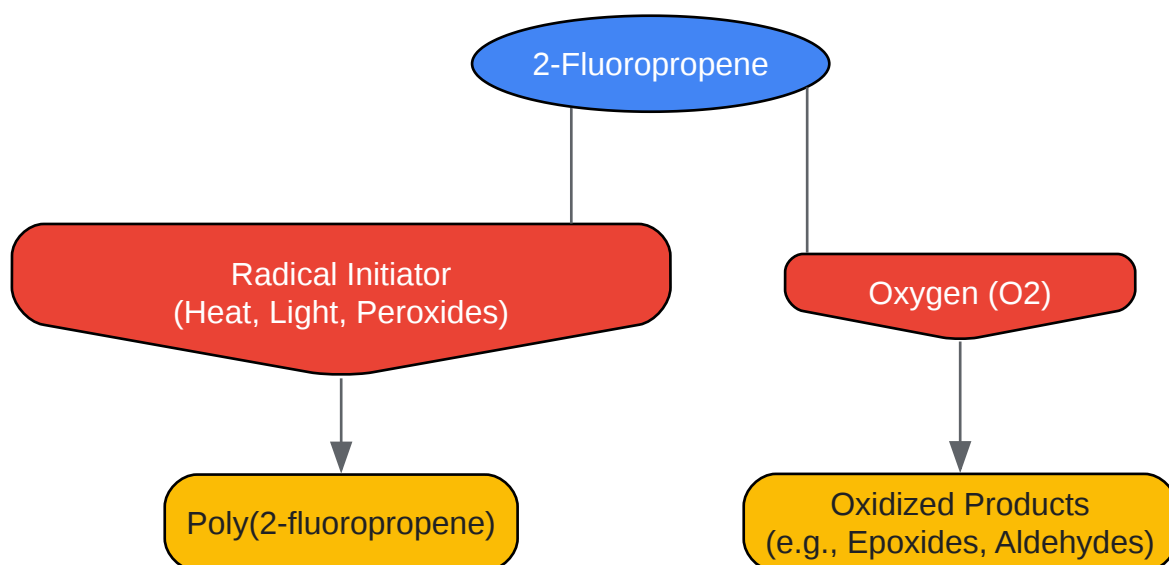 2-Fluoropropene
Radical Initiator
(Heat, Light, Peroxides)
Oxygen (O2)
Poly(2-fluoropropene)
Oxidized Products
(e.g., Epoxides, Aldehydes)